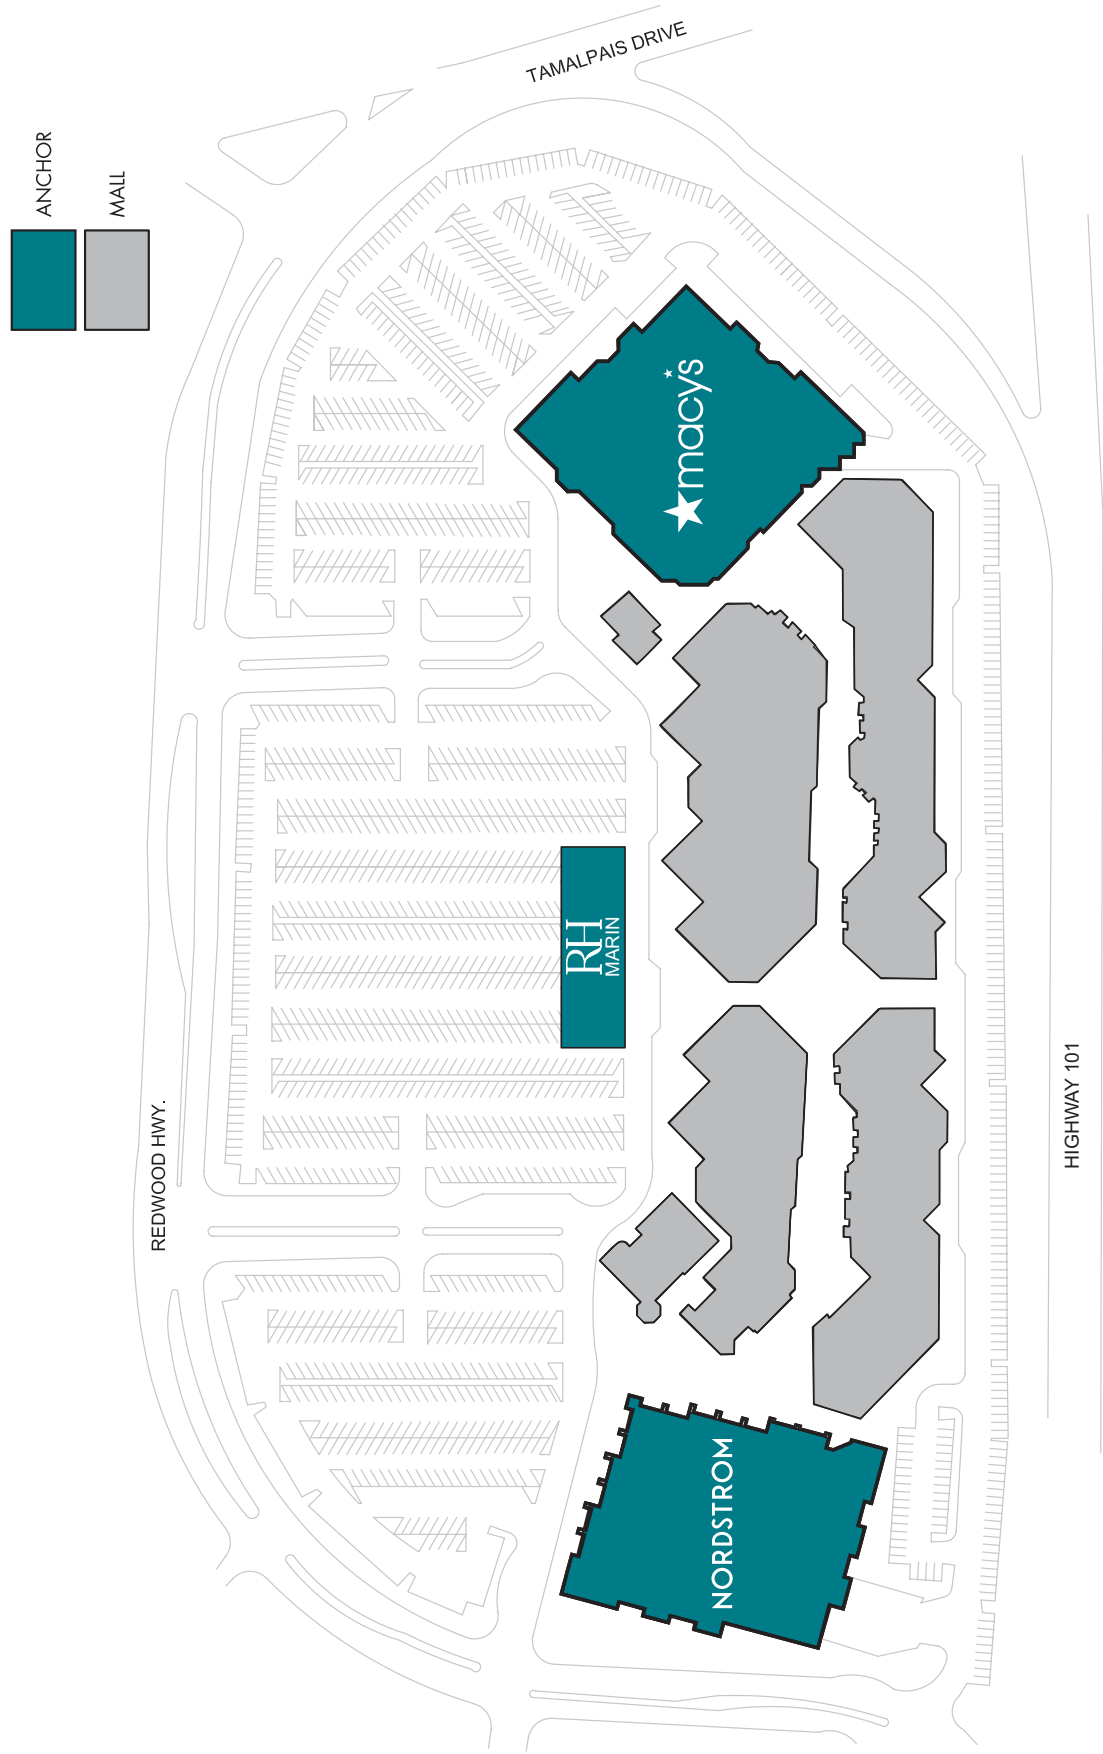 TAMALPAIS DRIVE
ANCHOR
MALL
macy's
RH
MARIN
REDWOOD HWY.
HIGHWAY 101
NORDSTROM